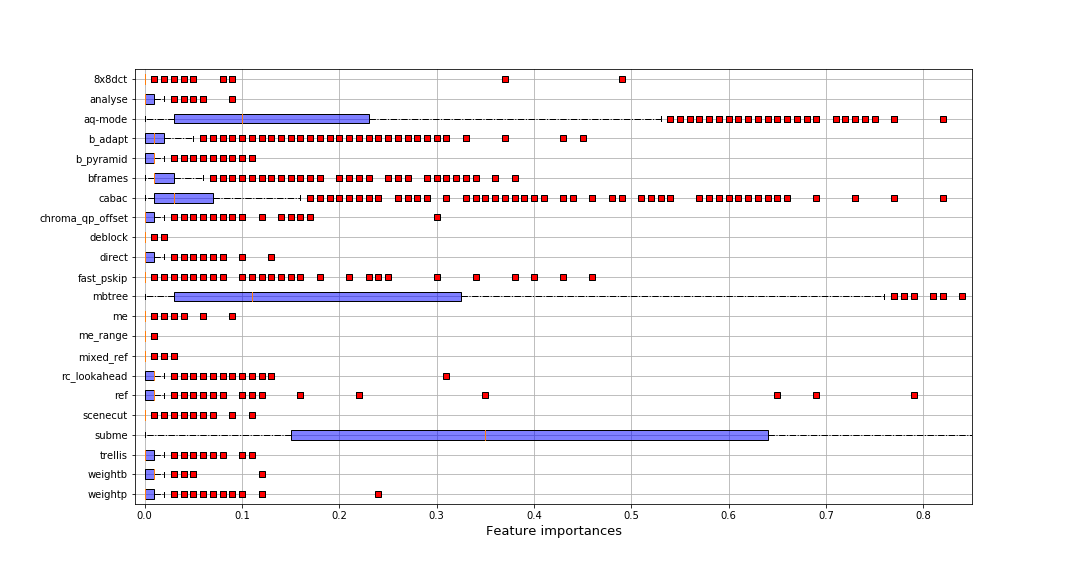 8x8dct
analyse
aq-mode
b_adapt
b_pyramid
bframes
cabac
chroma_qp_offset
deblock
direct
fast_pskip
mbtree
me
me_range
mixed_ref
rc_lookahead
ref
scenecut
subme
trellis
weightb
weightp
0.0 0.1 0.2 0.3 0.4 0.5 0.6 0.7 0.8
Feature importances